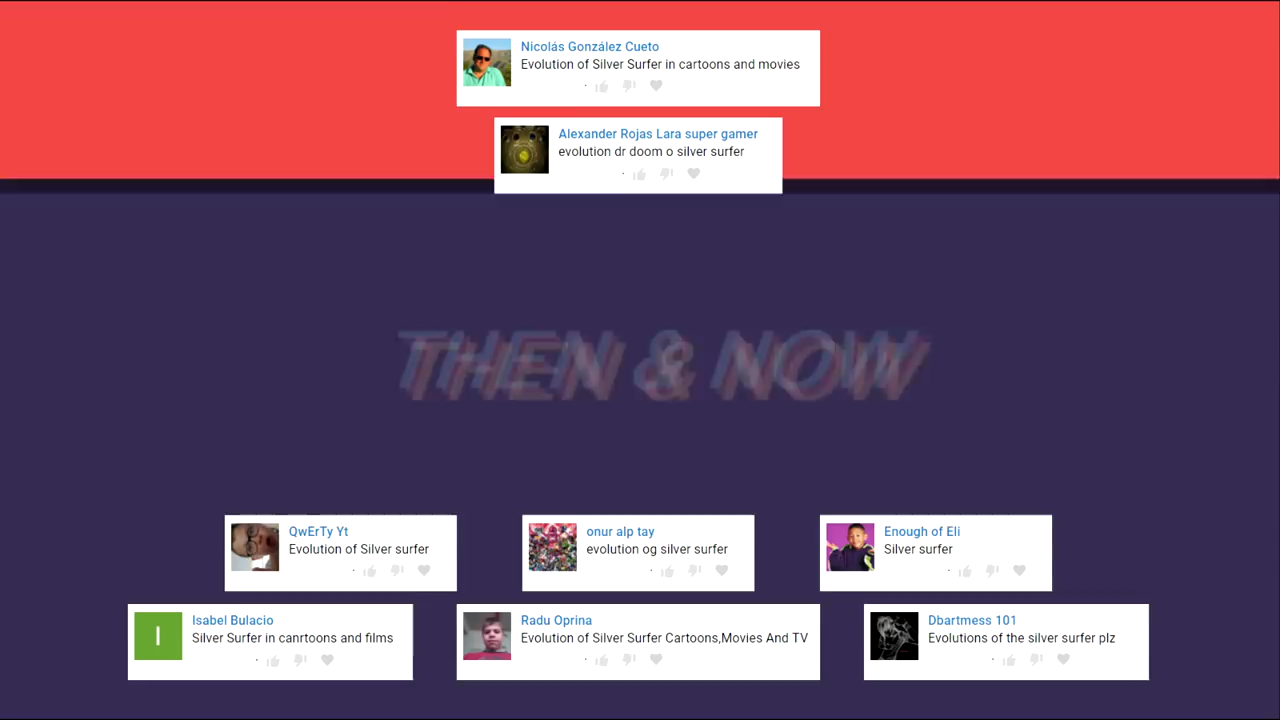 Nicolás González Cueto
Evolution of Silver Surfer in cartoons and movies
Alexander Rojas Lara super gamer
evolution dr doom o silver surfer
THEN & NOW
QwErTy Yt
Evolution of Silver surfer
onur alp tay
evolution og silver surfer
Enough of Eli
Silver surfer
I
Isabel Bulacio
Silver Surfer in canrtoons and films
Radu Oprina
Evolution of Silver Surfer Cartoons,Movies And TV
Dbartmess 101
Evolutions of the silver surfer plz